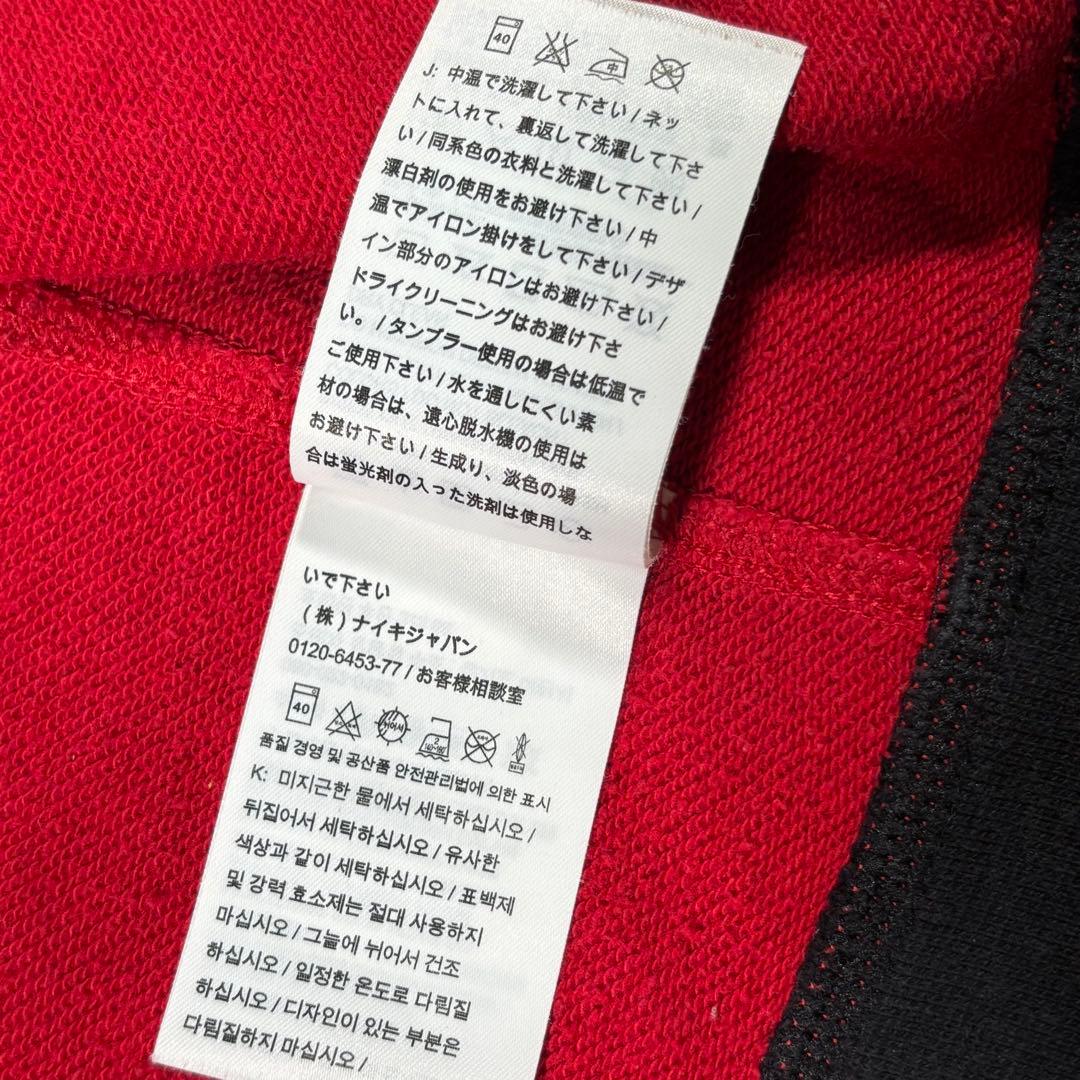 40 中
J: 中温で洗濯して下さい / ネッ
トに入れて、裏返して洗濯して下さ
い / 同系色の衣料と洗濯して下さい /
漂白剤の使用をお避け下さい / 中
温でアイロン掛けをして下さい / デザ
イン部分のアイロンはお避け下さい /
ドライクリーニングはお避け下さ
い。 / タンブラー使用の場合は低温で
ご使用下さい / 水を通しにくい素
材の場合は、遠心脱水機の使用は
お避け下さい / 生成り、淡色の場
合は蛍光剤の入った洗剤は使用しな
いで下さい
( 株 ) ナイキジャパン
0120-6453-77 / お客様相談室
40 뉘어서 2
품질 경영 및 공산품 안전관리법에 의한 표시
K: 미지근한 물에서 세탁하십시오 /
뒤집어서 세탁하십시오 / 유사한
색상과 같이 세탁하십시오 / 표백제
및 강력 효소제는 절대 사용하지
마십시오 / 그늘에 뉘어서 건조
하십시오 / 일정한 온도로 다림질
하십시오 / 디자인이 있는 부분은
다림질하지 마십시오 /